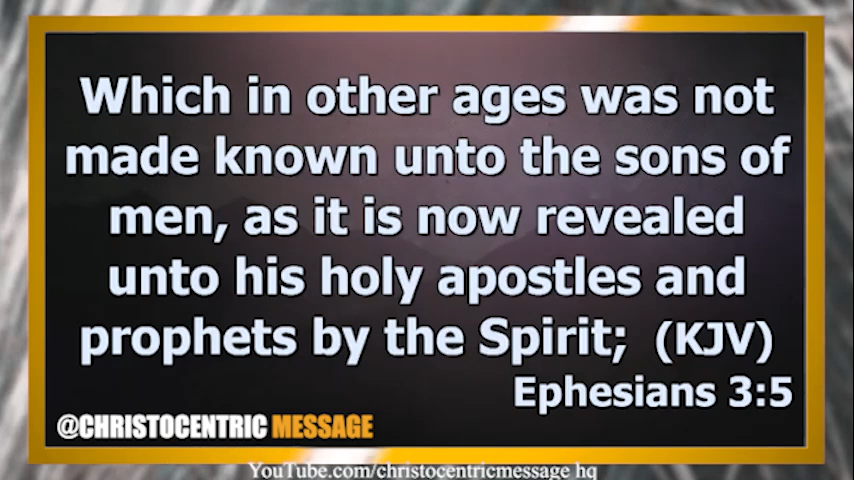 Which in other ages was not
made known unto the sons of
men, as it is now revealed
unto his holy apostles and
prophets by the Spirit; (KJV)
Ephesians 3:5
@CHRISTOCENTRIC MESSAGE
YouTube.com/christocentricmessage hq